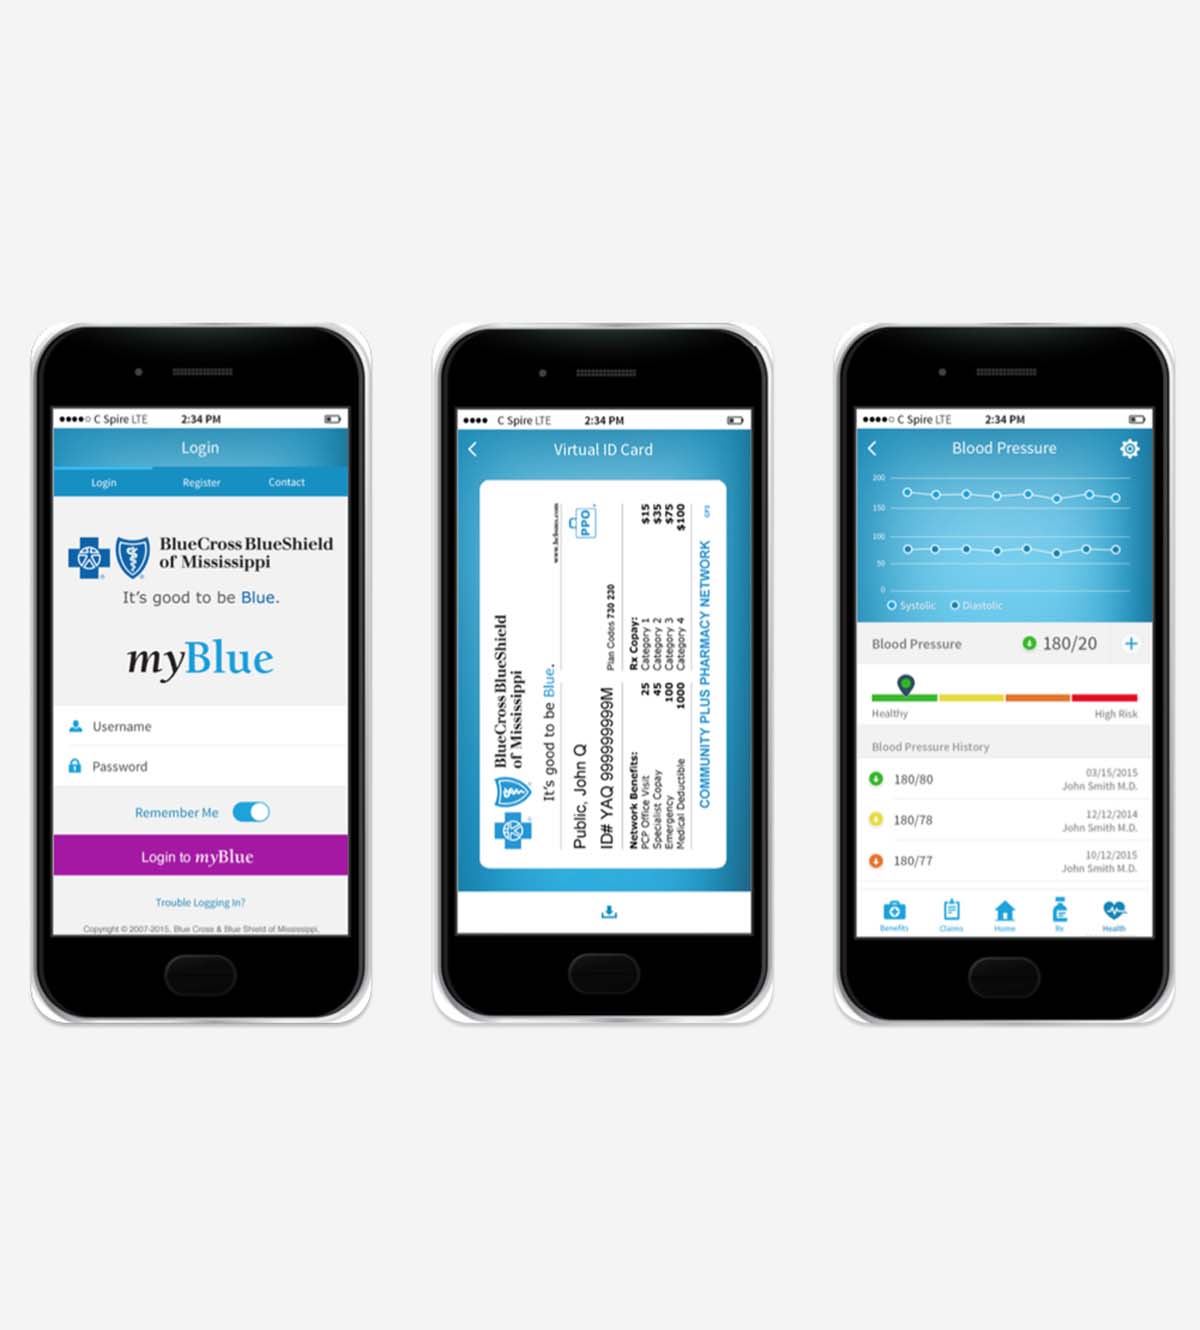 C Spire LTE 2:34 PM
Login
Login Register Contact
BlueCross BlueShield
of Mississippi
It's good to be Blue.
myBlue
Username
Password
Remember Me
Login to myBlue
Trouble Logging In?
Copyright © 2007-2015, Blue Cross & Blue Shield of Mississippi.
C Spire LTE 2:34 PM
Virtual ID Card
BlueCross BlueShield
of Mississippi
www.bcbsms.com
It's good to be Blue.
PPO
Public, John Q
ID# YAQ 9999999999M
Plan Codes 730 230
Network Benefits:
PCP Office Visit 25
Specialist Copay 45
Emergency 100
Medical Deductible 1000
Rx Copay:
Category 1 $15
Category 2 $35
Category 3 $75
Category 4 $100
COMMUNITY PLUS PHARMACY NETWORK
C Spire LTE 2:34 PM
Blood Pressure
200
150
100
50
0
Systolic Diastolic
Blood Pressure 180/20 +
Healthy High Risk
Blood Pressure History
180/80 03/15/2015
John Smith M.D.
180/78 12/12/2014
John Smith M.D.
180/77 10/12/2015
John Smith M.D.
Benefits Claims Home Rx Health